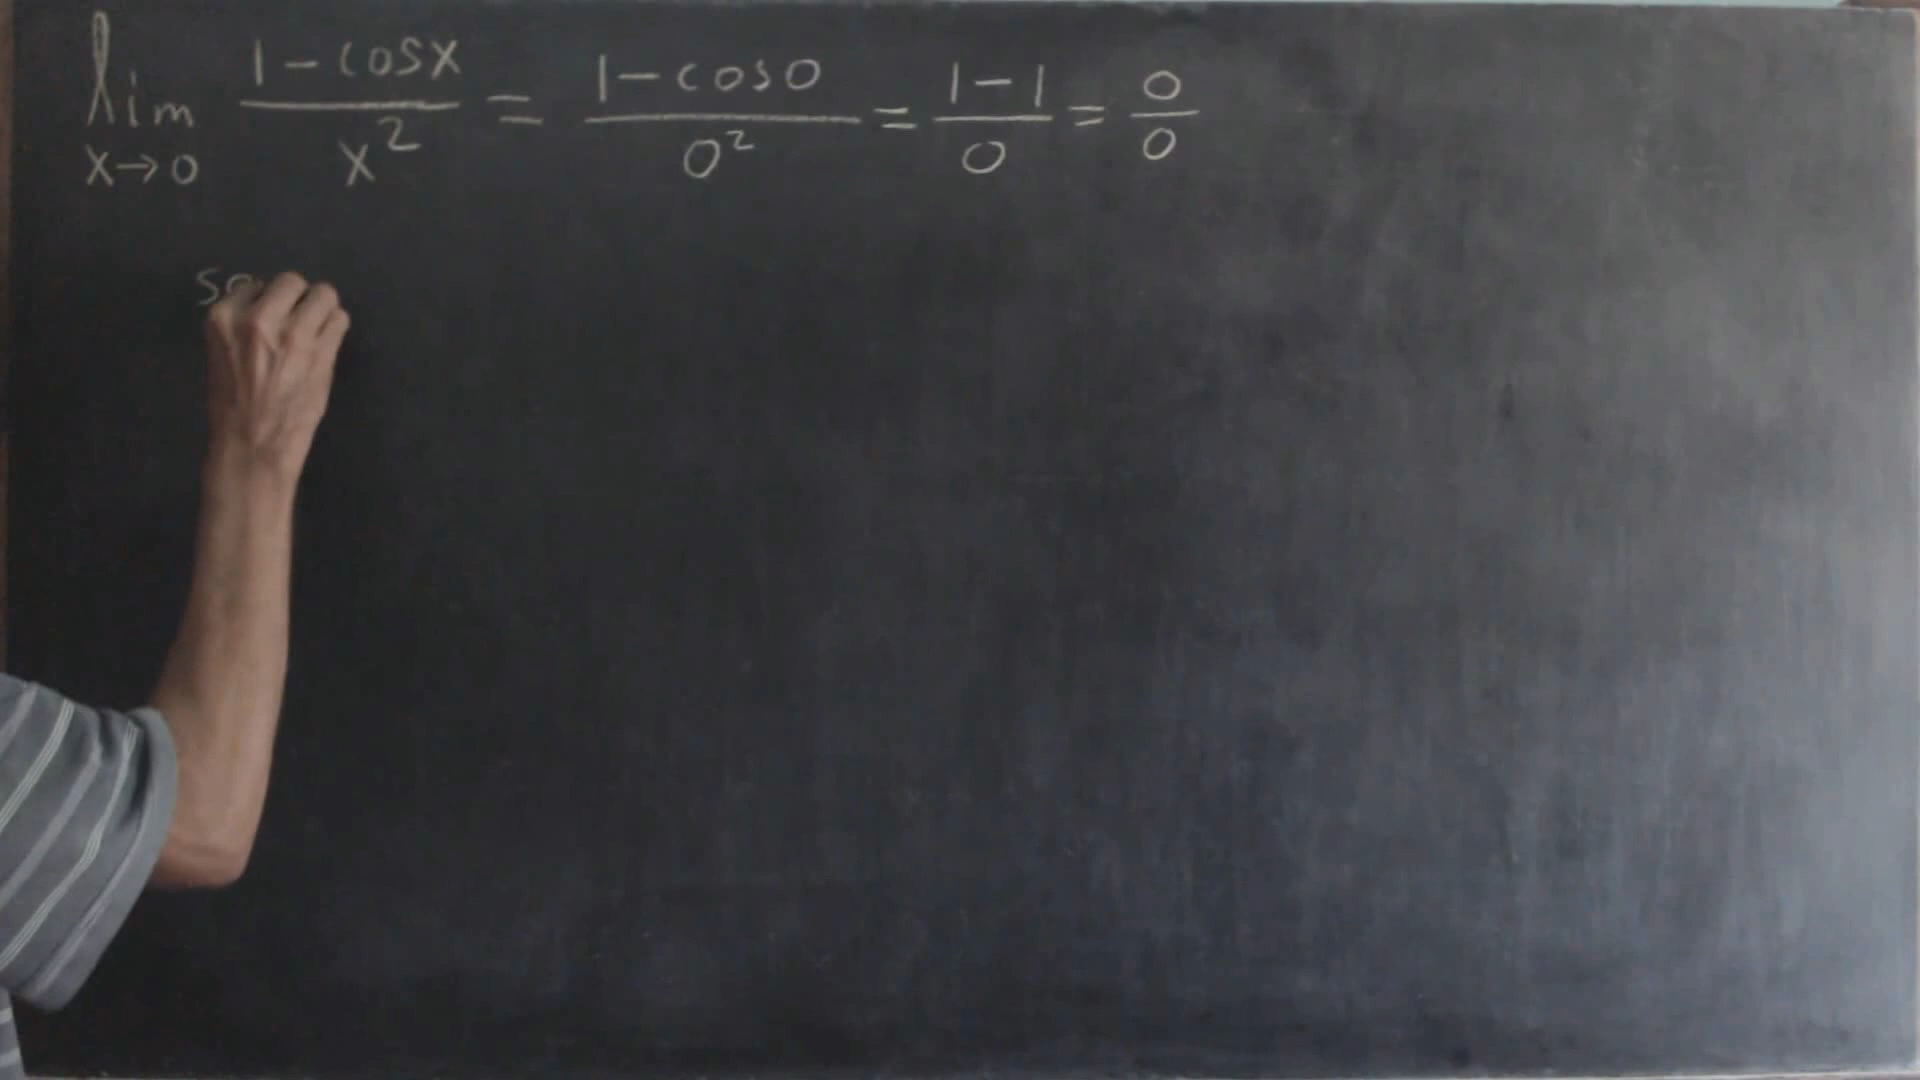 lim 1-cosx / x² = 1-cos0 / 0² = 1-1 / 0 = 0 / 0
x→0